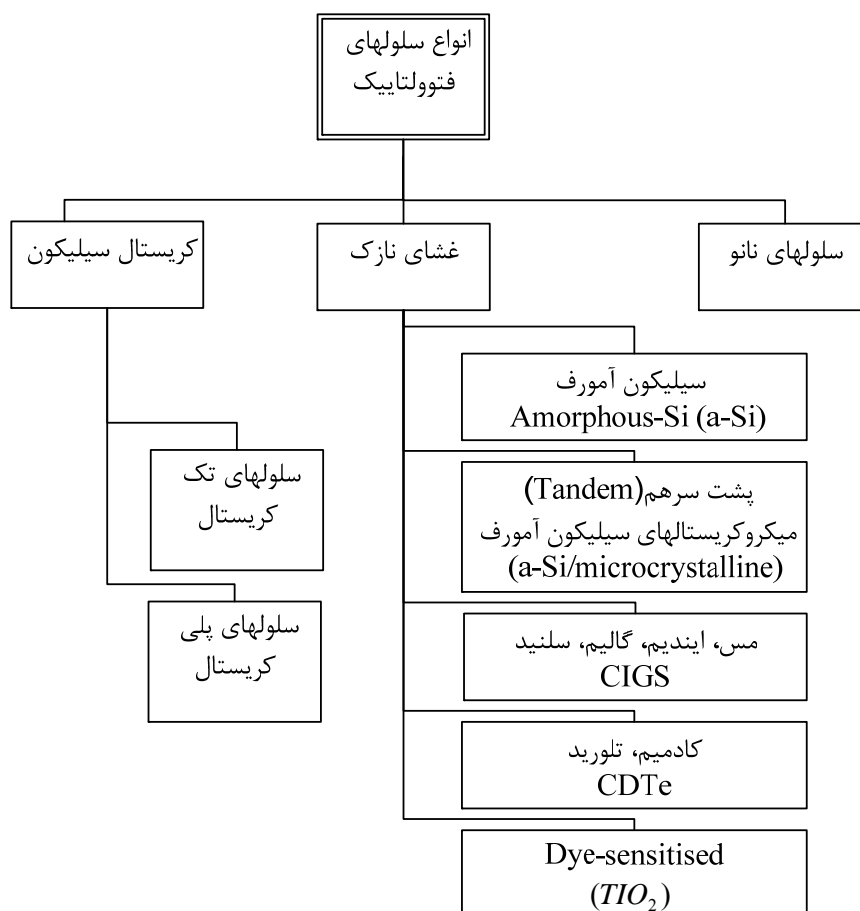 انواع سلولهای
فتوولتاییک
کریستال سیلیکون
غشای نازک
سلولهای نانو
سیلیکون آمورف
Amorphous-Si (a-Si)
سلولهای تک
کریستال
پشت سرهم(Tandem)
میکروکریستالهای سیلیکون آمورف
(a-Si/microcrystalline)
سلولهای پلی
کریستال
مس، ایندیم، گالیم، سلنید
CIGS
کادمیم، تلورید
CDTe
Dye-sensitised
(TIO₂)